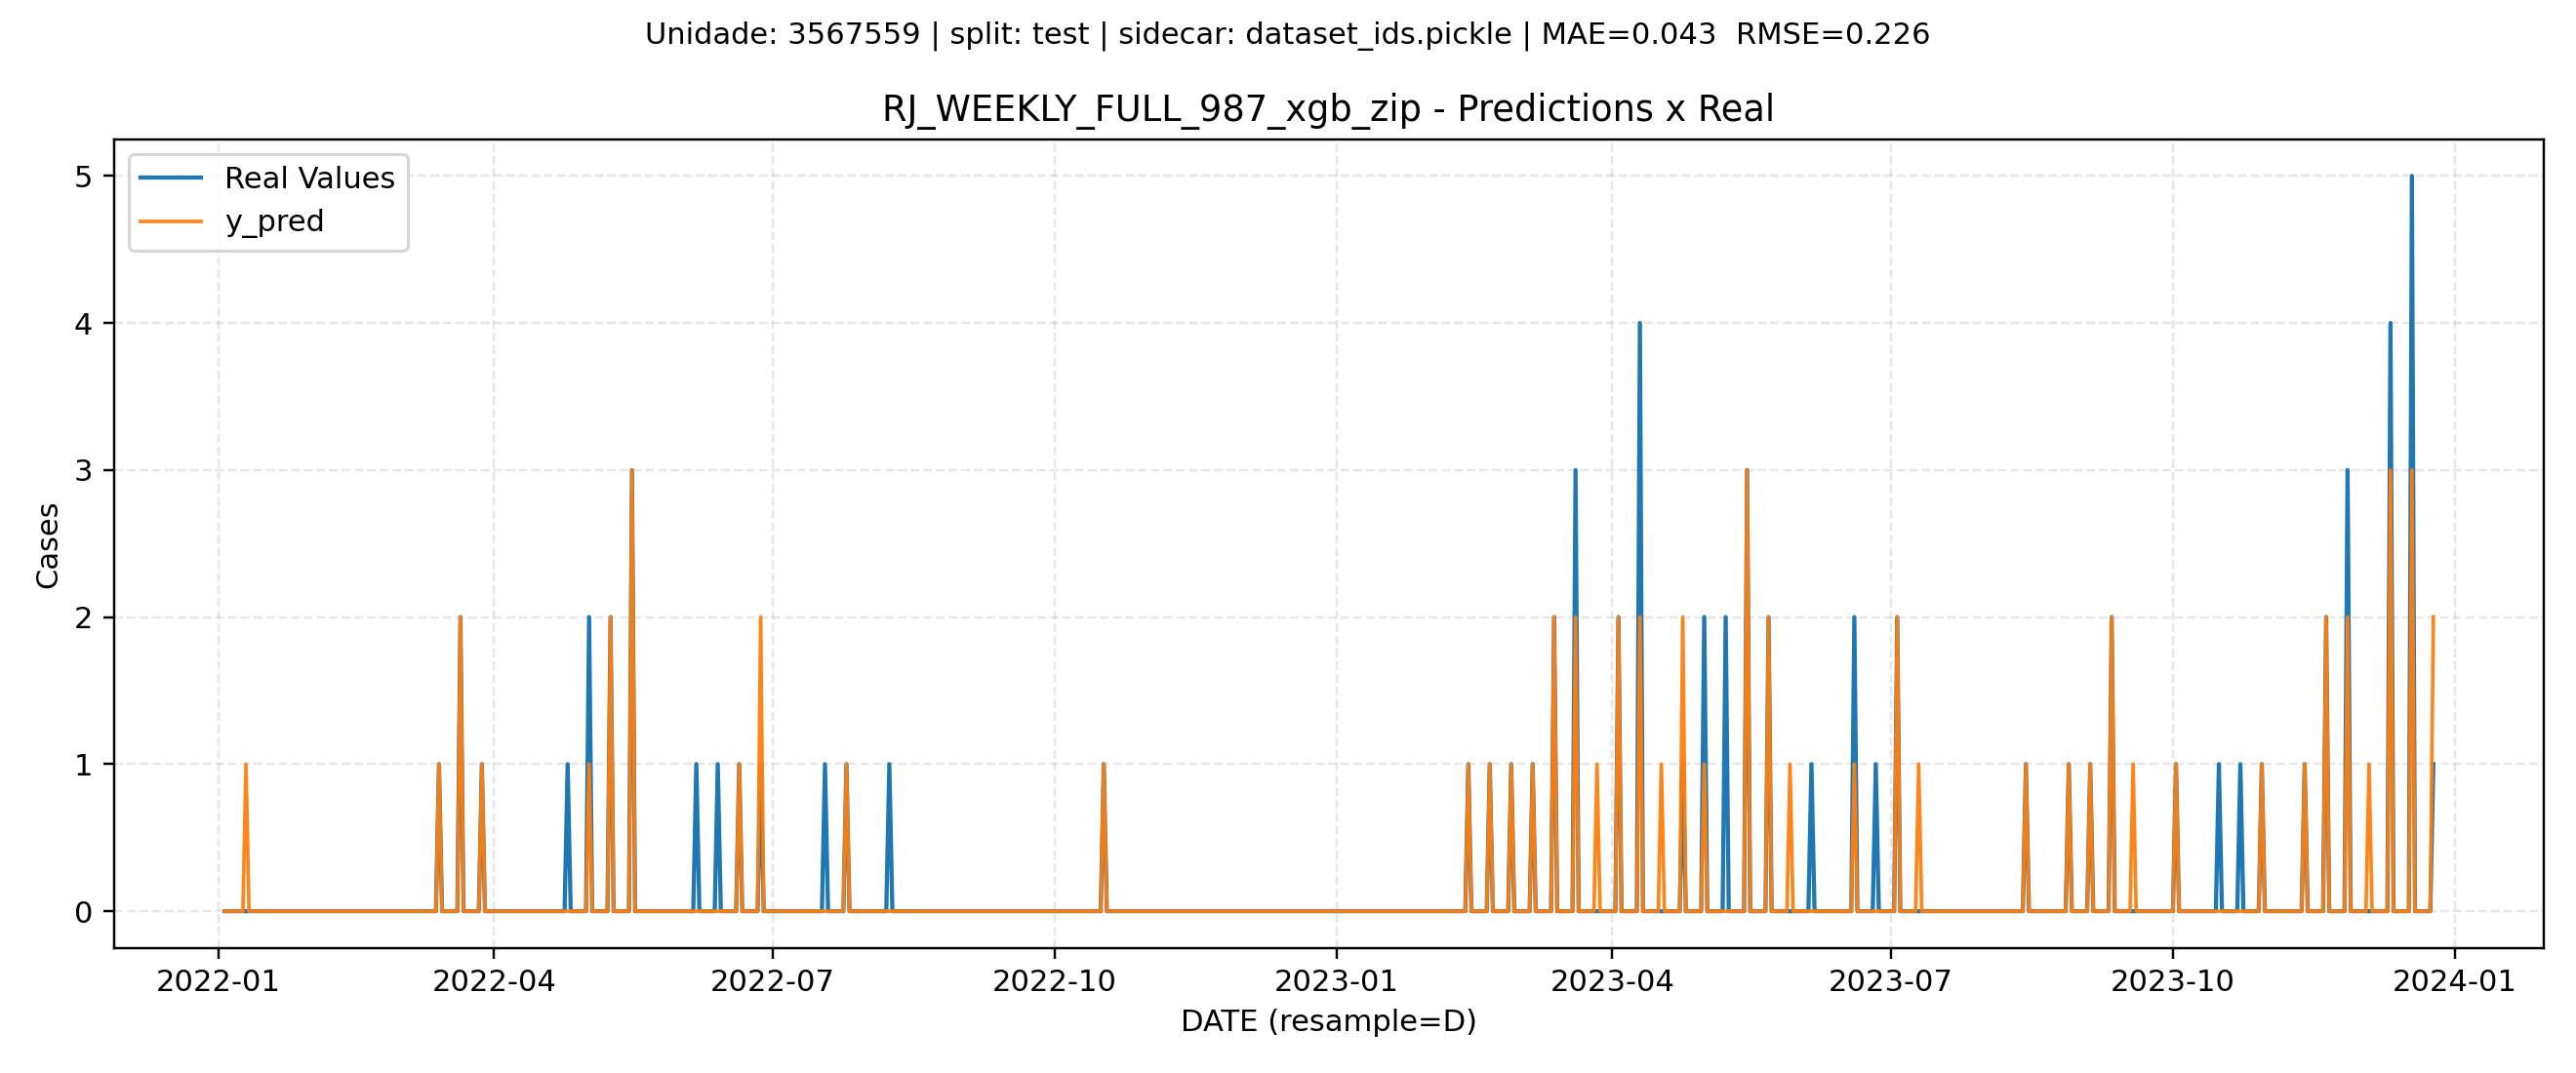 Unidade: 3567559 | split: test | sidecar: dataset_ids.pickle | MAE=0.043  RMSE=0.226
RJ_WEEKLY_FULL_987_xgb_zip - Predictions x Real
Real Values
y_pred
5
4
3
2
1
0
Cases
2022-01
2022-04
2022-07
2022-10
2023-01
2023-04
2023-07
2023-10
2024-01
DATE (resample=D)